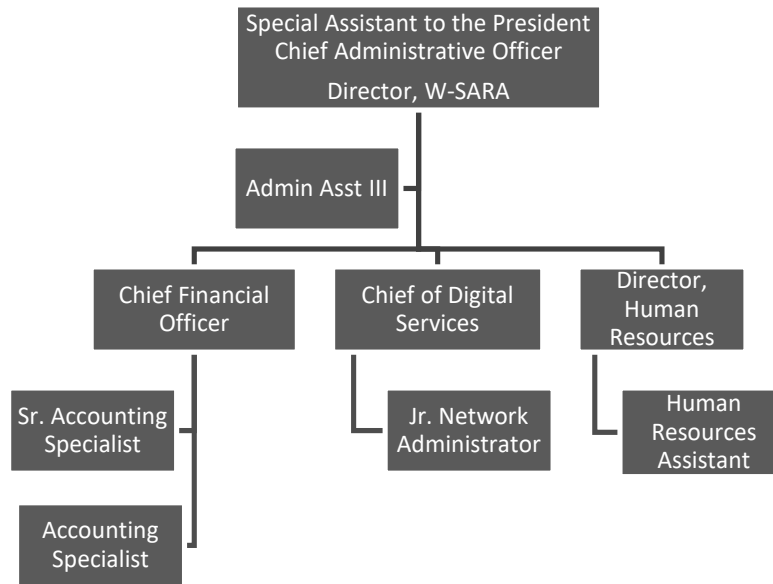 Special Assistant to the President
Chief Administrative Officer
Director, W-SARA
Admin Asst III
Chief Financial
Officer
Chief of Digital
Services
Director,
Human
Resources
Sr. Accounting
Specialist
Jr. Network
Administrator
Human
Resources
Assistant
Accounting
Specialist